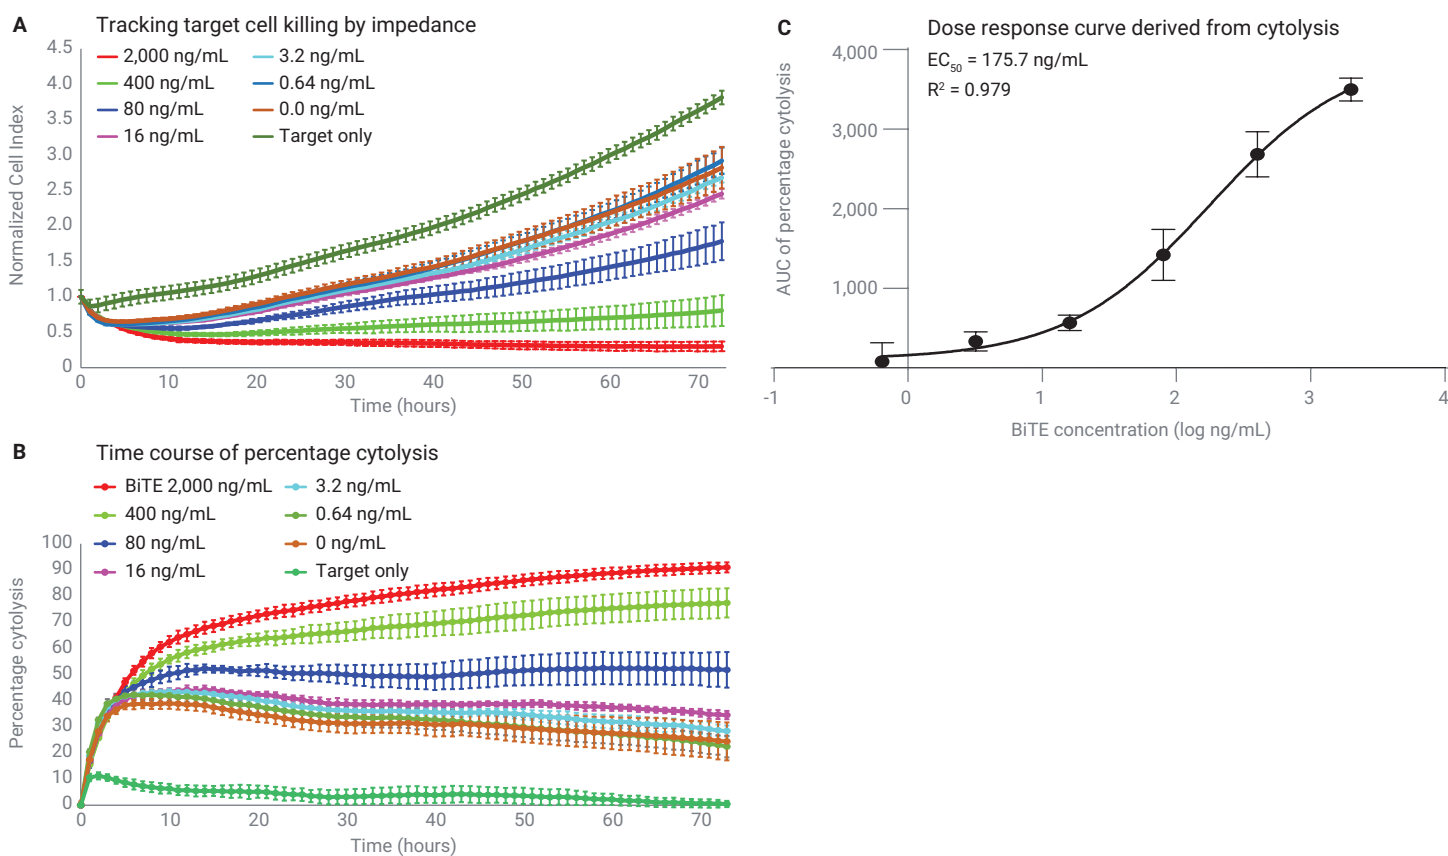 A Tracking target cell killing by impedance
2,000 ng/mL
400 ng/mL
80 ng/mL
16 ng/mL
3.2 ng/mL
0.64 ng/mL
0.0 ng/mL
Target only
Normalized Cell Index
4.5
4.0
3.5
3.0
2.5
2.0
1.5
1.0
0.5
0
0 10 20 30 40 50 60 70
Time (hours)
B Time course of percentage cytolysis
BiTE 2,000 ng/mL
400 ng/mL
80 ng/mL
16 ng/mL
3.2 ng/mL
0.64 ng/mL
0 ng/mL
Target only
Percentage cytolysis
100
90
80
70
60
50
40
30
20
10
0
0 10 20 30 40 50 60 70
Time (hours)
C Dose response curve derived from cytolysis
EC50 = 175.7 ng/mL
R² = 0.979
AUC of percentage cytolysis
4,000
3,000
2,000
1,000
-1 0 1 2 3 4
BiTE concentration (log ng/mL)